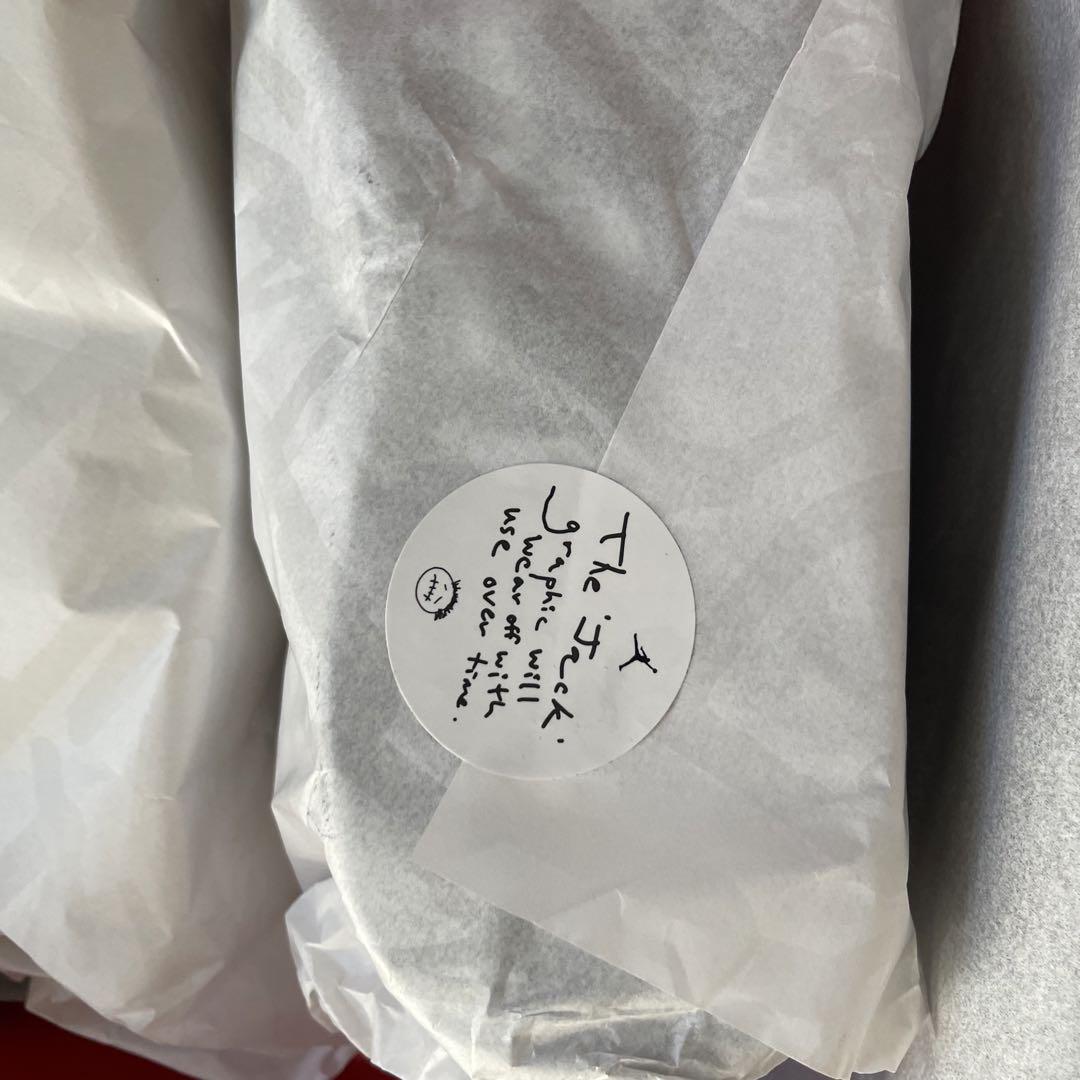 The 'Jack.
graphic will
wear off with
use over time.